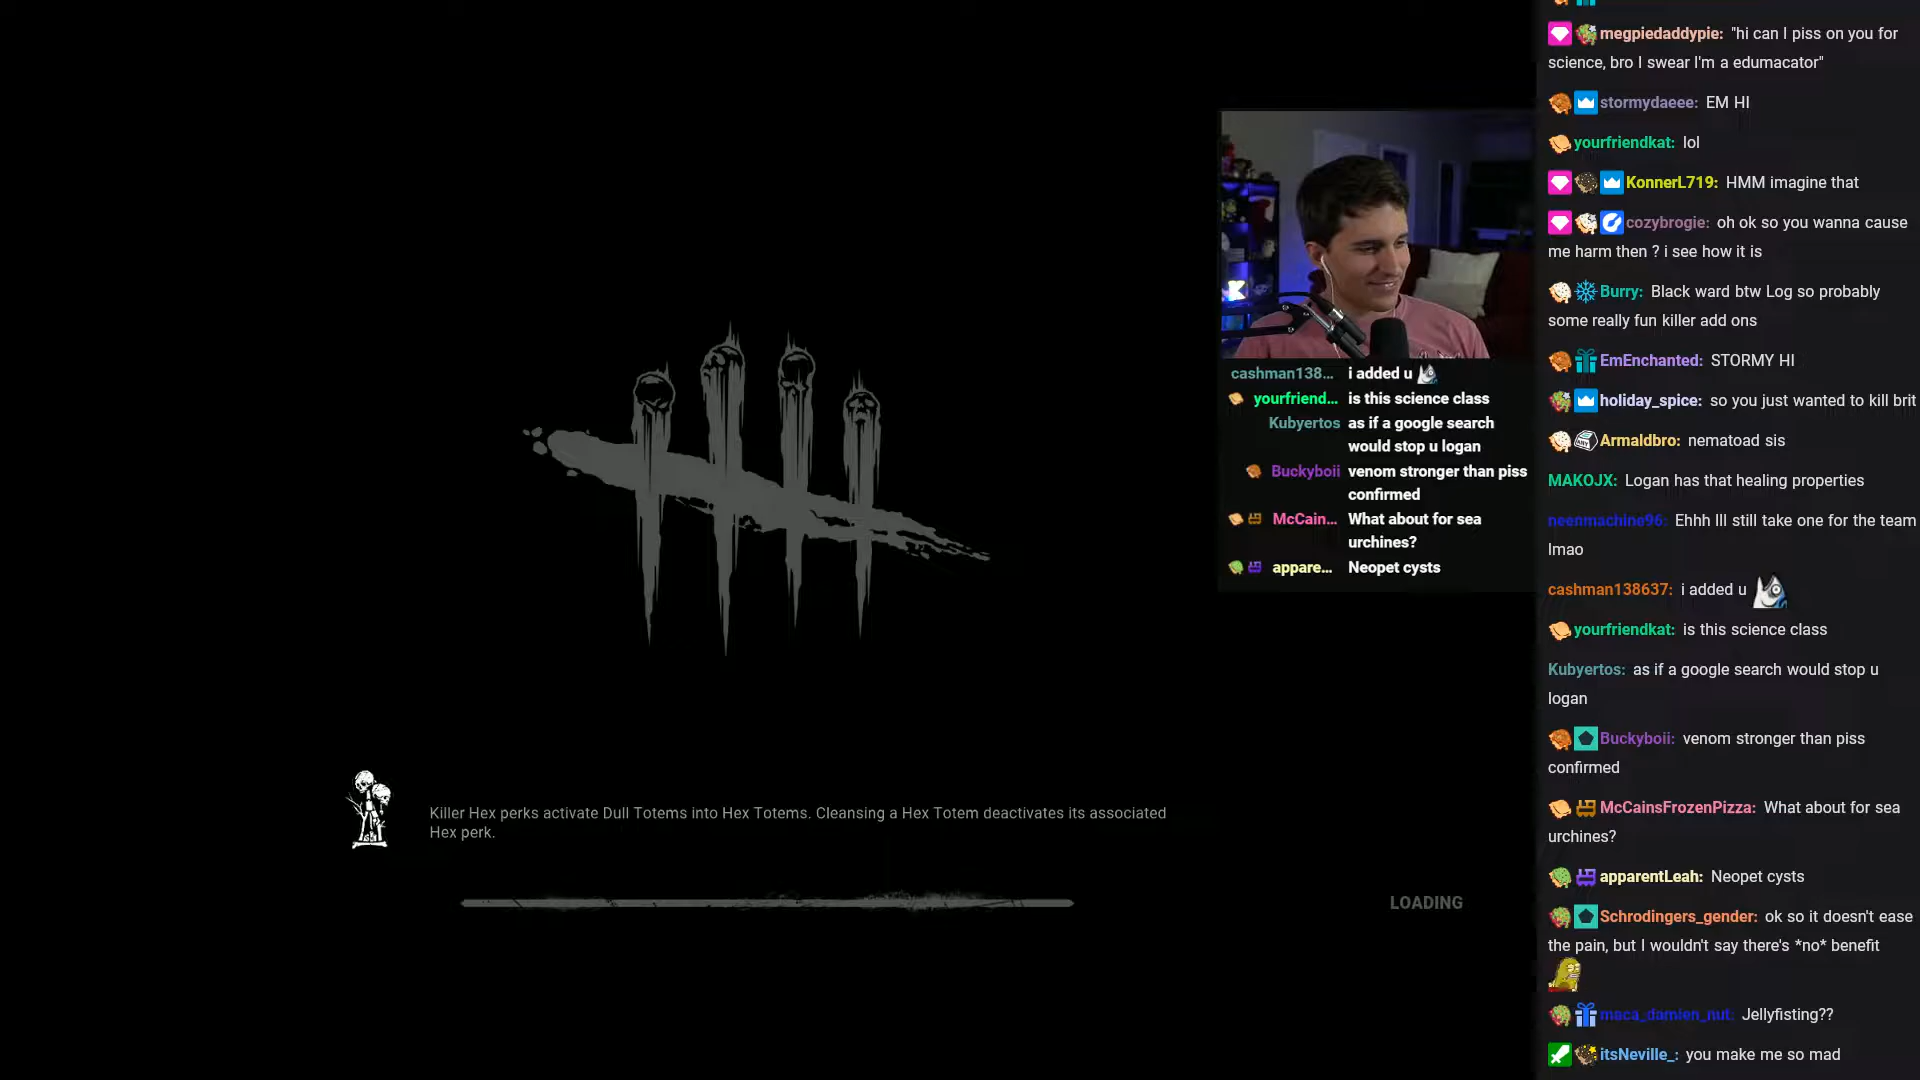 megpiedaddypie: "hi can I piss on you for
science, bro I swear I'm a edumacator"
stormydaeee: EM HI
yourfriendkat: lol
KonnerL719: HMM imagine that
cozybrogie: oh ok so you wanna cause
me harm then ? i see how it is
Burry: Black ward btw Log so probably
some really fun killer add ons
EmEnchanted: STORMY HI
holiday_spice: so you just wanted to kill brit
Armaldbro: nematoad sis
MAKOJX: Logan has that healing properties
neenmachine96: Ehhh Ill still take one for the team
lmao
cashman138637: i added u
yourfriendkat: is this science class
Kubyertos: as if a google search would stop u
logan
Buckyboii: venom stronger than piss
confirmed
McCainsFrozenPizza: What about for sea
urchines?
apparentLeah: Neopet cysts
Schrodingers_gender: ok so it doesn't ease
the pain, but I wouldn't say there's *no* benefit
maca_damien_nut: Jellyfisting??
itsNeville_: you make me so mad
cashman138... i added u
yourfriend... is this science class
Kubyertos as if a google search
would stop u logan
Buckyboii venom stronger than piss
confirmed
McCain... What about for sea
urchines?
appare... Neopet cysts
Killer Hex perks activate Dull Totems into Hex Totems. Cleansing a Hex Totem deactivates its associated
Hex perk.
LOADING